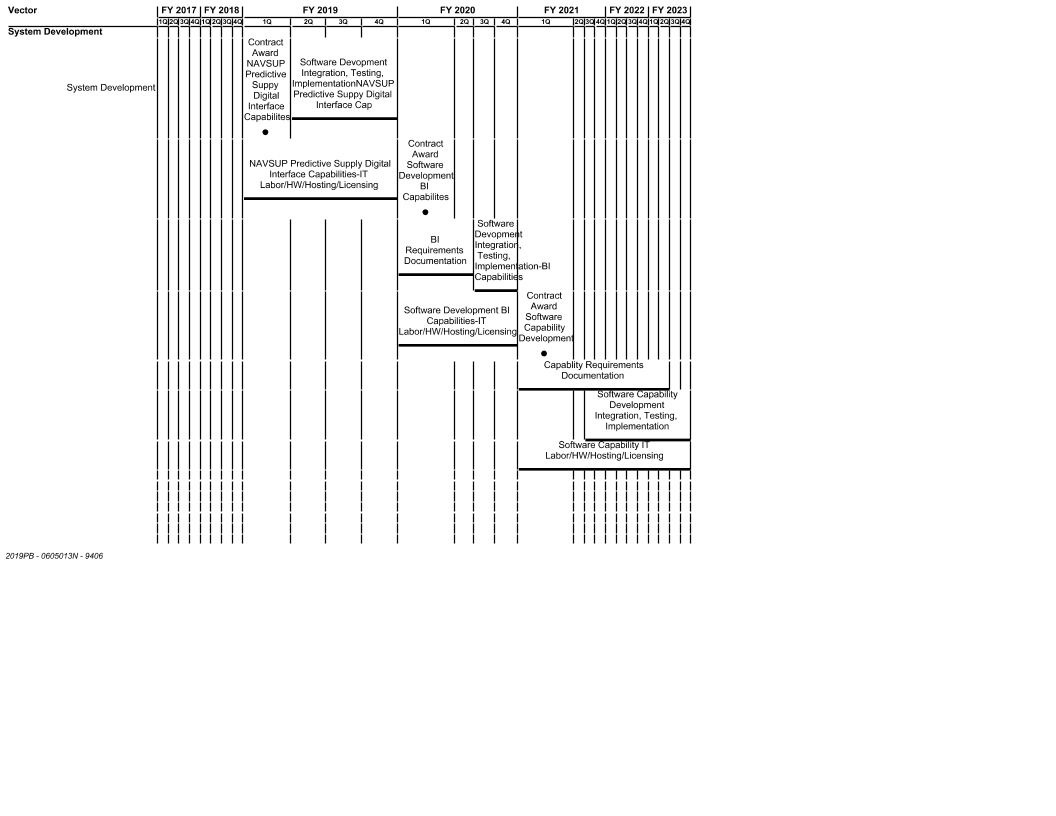 Vector
FY 2017 FY 2018 FY 2019 FY 2020 FY 2021 FY 2022 FY 2023
1Q 2Q 3Q 4Q 1Q 2Q 3Q 4Q 1Q 2Q 3Q 4Q 1Q 2Q 3Q 4Q 1Q 2Q 3Q 4Q 1Q 2Q 3Q 4Q 1Q 2Q 3Q 4Q
System Development
System Development
Contract
Award
NAVSUP
Predictive
Suppy
Digital
Interface
Capabilites
Software Devopment
Integration, Testing,
ImplementationNAVSUP
Predictive Suppy Digital
Interface Cap
NAVSUP Predictive Supply Digital
Interface Capabilities-IT
Labor/HW/Hosting/Licensing
Contract
Award
Software
Development
BI
Capabilites
BI
Requirements
Documentation
Software
Devopment
Integration,
Testing,
Implementation-BI
Capabilities
Software Development BI
Capabilities-IT
Labor/HW/Hosting/Licensing
Contract
Award
Software
Capability
Development
Capablity Requirements
Documentation
Software Capability
Development
Integration, Testing,
Implementation
Software Capability IT
Labor/HW/Hosting/Licensing
2019PB - 0605013N - 9406